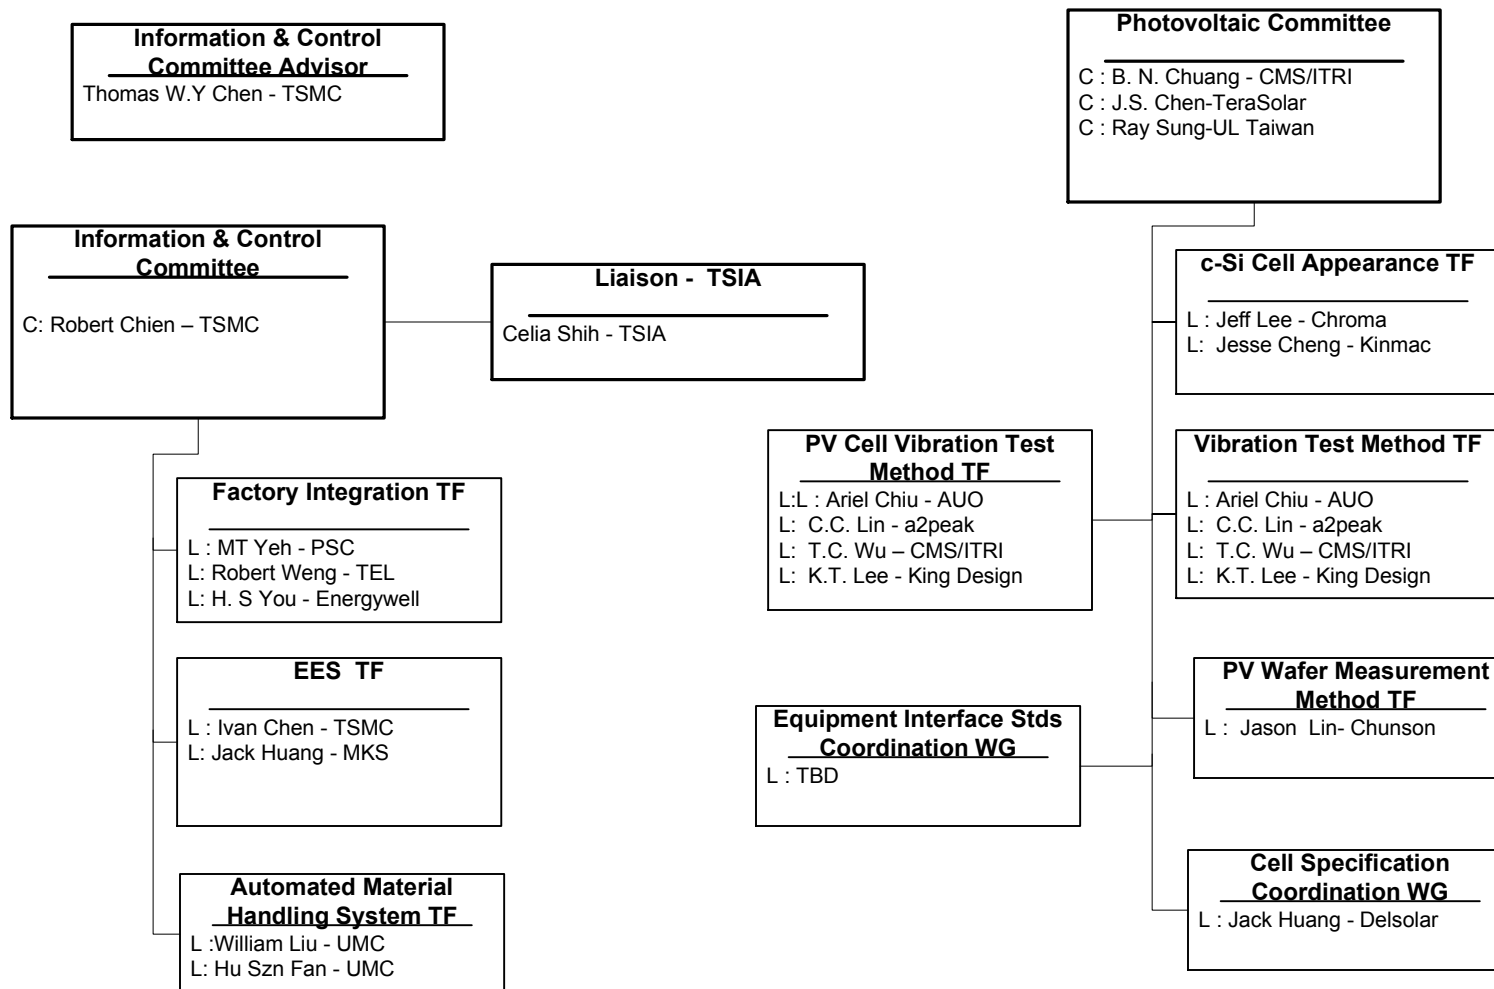 Information & Control
Committee Advisor
Thomas W.Y Chen - TSMC
Information & Control
Committee
C: Robert Chien – TSMC
Liaison - TSIA
Celia Shih - TSIA
Factory Integration TF
L : MT Yeh - PSC
L: Robert Weng - TEL
L: H. S You - Energywell
EES TF
L : Ivan Chen - TSMC
L: Jack Huang - MKS
Automated Material
Handling System TF
L :William Liu - UMC
L: Hu Szn Fan - UMC
Photovoltaic Committee
C : B. N. Chuang - CMS/ITRI
C : J.S. Chen-TeraSolar
C : Ray Sung-UL Taiwan
c-Si Cell Appearance TF
L : Jeff Lee - Chroma
L: Jesse Cheng - Kinmac
PV Cell Vibration Test
Method TF
L:L : Ariel Chiu - AUO
L: C.C. Lin - a2peak
L: T.C. Wu – CMS/ITRI
L: K.T. Lee - King Design
Vibration Test Method TF
L : Ariel Chiu - AUO
L: C.C. Lin - a2peak
L: T.C. Wu – CMS/ITRI
L: K.T. Lee - King Design
Equipment Interface Stds
Coordination WG
L : TBD
PV Wafer Measurement
Method TF
L : Jason Lin- Chunson
Cell Specification
Coordination WG
L : Jack Huang - Delsolar